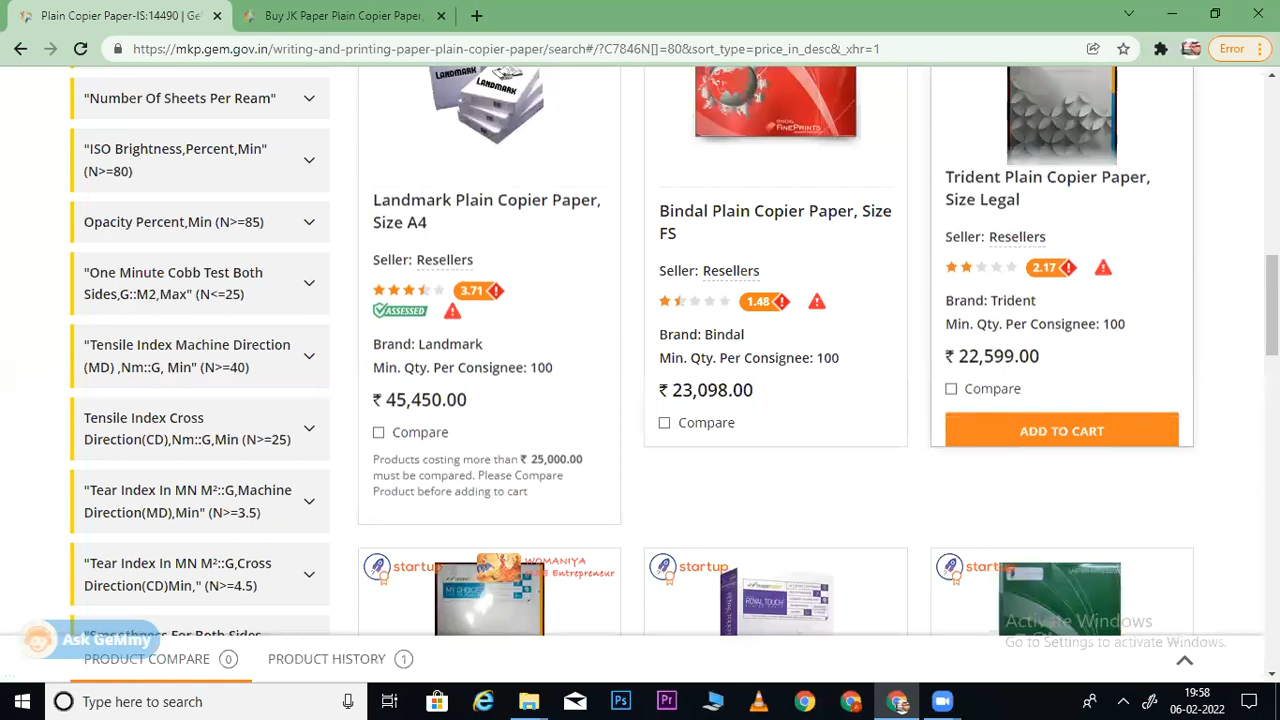 Plain Copier Paper-IS:14490 | Ge
Buy JK Paper Plain Copier Paper,
https://mkp.gem.gov.in/writing-and-printing-paper-plain-copier-paper/search#/?C7846N[]=80&sort_type=price_in_desc&_xhr=1
Error
"Number Of Sheets Per Ream"
"ISO Brightness,Percent,Min"
(N>=80)
Opacity Percent,Min (N>=85)
"One Minute Cobb Test Both
Sides,G::M2,Max" (N<=25)
"Tensile Index Machine Direction
(MD) ,Nm::G, Min" (N>=40)
Tensile Index Cross
Direction(CD),Nm::G,Min (N>=25)
"Tear Index In MN M²::G,Machine
Direction(MD),Min" (N>=3.5)
"Tear Index In MN M²::G,Cross
Direction(CD)Min," (N>=4.5)
For Both Sides
LANDMARK
LANDMARK
Landmark Plain Copier Paper,
Size A4
Seller: Resellers
3.71
ASSESSED
Brand: Landmark
Min. Qty. Per Consignee: 100
₹ 45,450.00
Compare
Products costing more than ₹ 25,000.00
must be compared. Please Compare
Product before adding to cart
FINEPRINTS
Bindal Plain Copier Paper, Size
FS
Seller: Resellers
1.48
Brand: Bindal
Min. Qty. Per Consignee: 100
₹ 23,098.00
Compare
Trident Plain Copier Paper,
Size Legal
Seller: Resellers
2.17
Brand: Trident
Min. Qty. Per Consignee: 100
₹ 22,599.00
Compare
ADD TO CART
startup
WOMANIYA
Entrepreneur
MY CHOICE
startup
ROYAL TOUCH
ROYAL TOUCH
start
Activate Windows
Go to Settings to activate Windows.
Ask GeMmy
PRODUCT COMPARE 0
PRODUCT HISTORY 1
Type here to search
19:58
06-02-2022